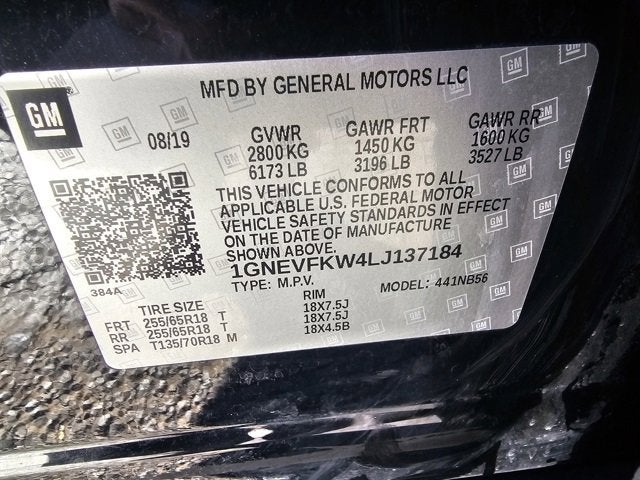 GM
MFD BY GENERAL MOTORS LLC
08/19
GVWR GAWR FRT GAWR RR
2800 KG 1450 KG 1600 KG
6173 LB 3196 LB 3527 LB
THIS VEHICLE CONFORMS TO ALL
APPLICABLE U.S. FEDERAL MOTOR
VEHICLE SAFETY STANDARDS IN EFFECT
ON THE DATE OF MANUFACTURE
SHOWN ABOVE.
1GNEVFKW4LJ137184
384A
TYPE: M.P.V. MODEL: 441NB56
TIRE SIZE RIM
FRT 255/65R18 T 18X7.5J
RR 255/65R18 T 18X7.5J
SPA T135/70R18 M 18X4.5B